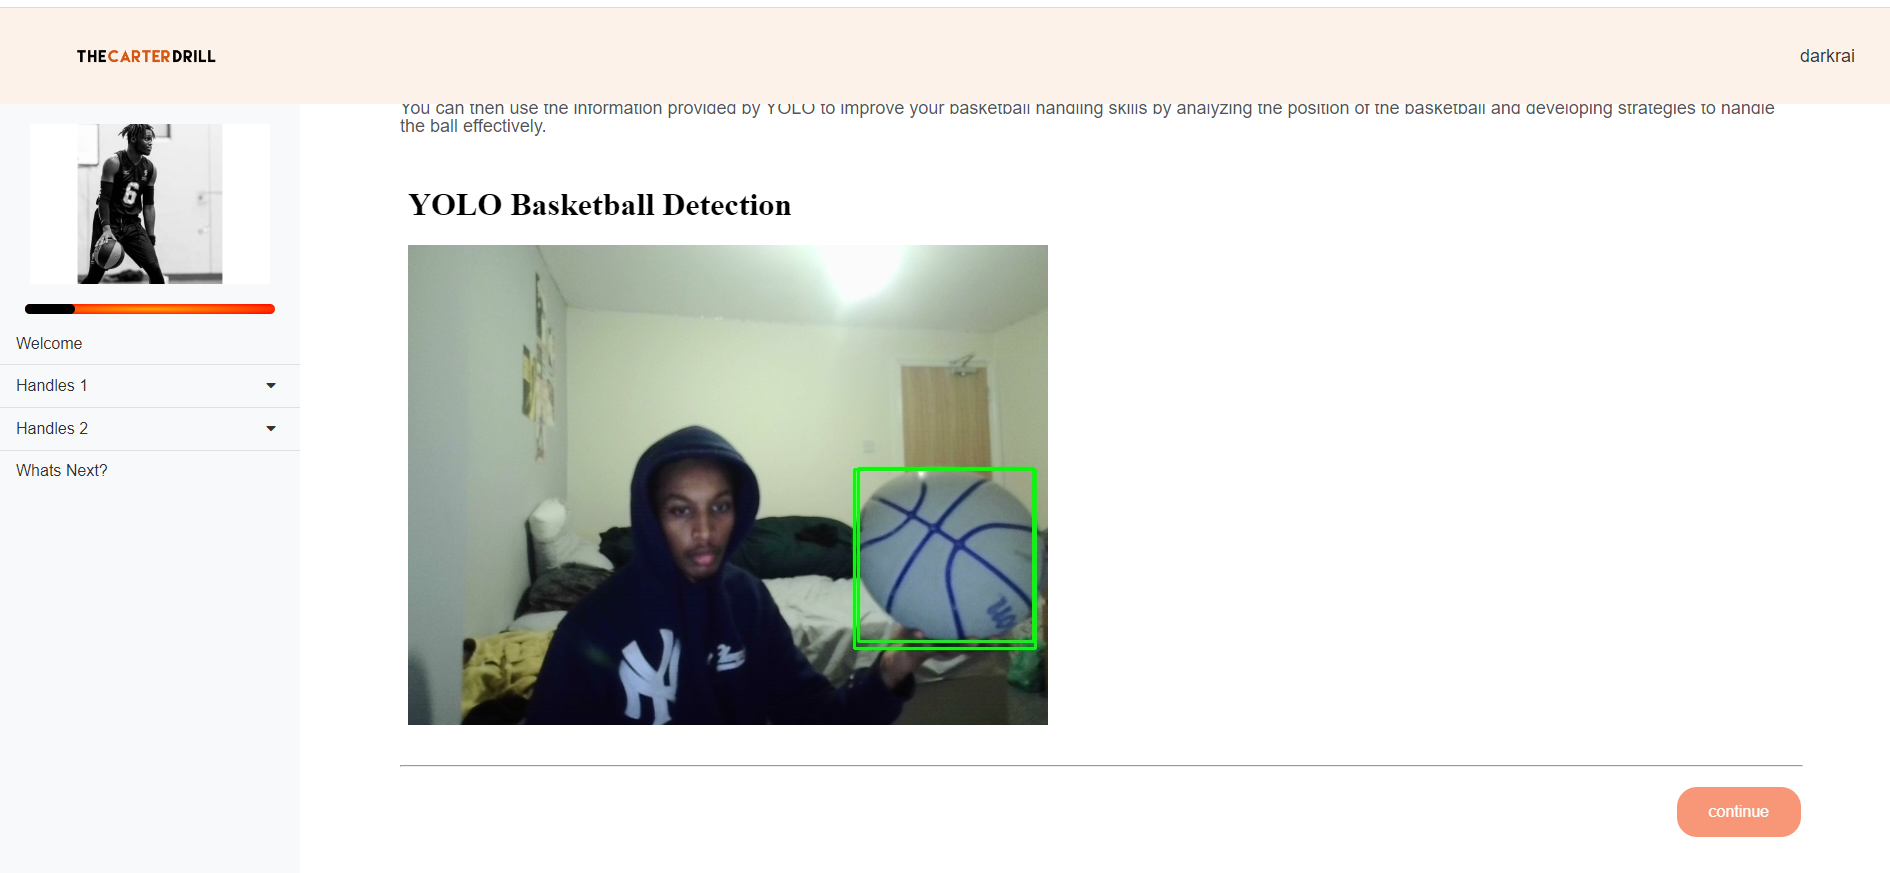 THECARTERDRILL
darkrai
You can then use the information provided by YOLO to improve your basketball handling skills by analyzing the position of the basketball and developing strategies to handle
the ball effectively.
6
YOLO Basketball Detection
Welcome
Handles 1
Handles 2
Whats Next?
NY
continue